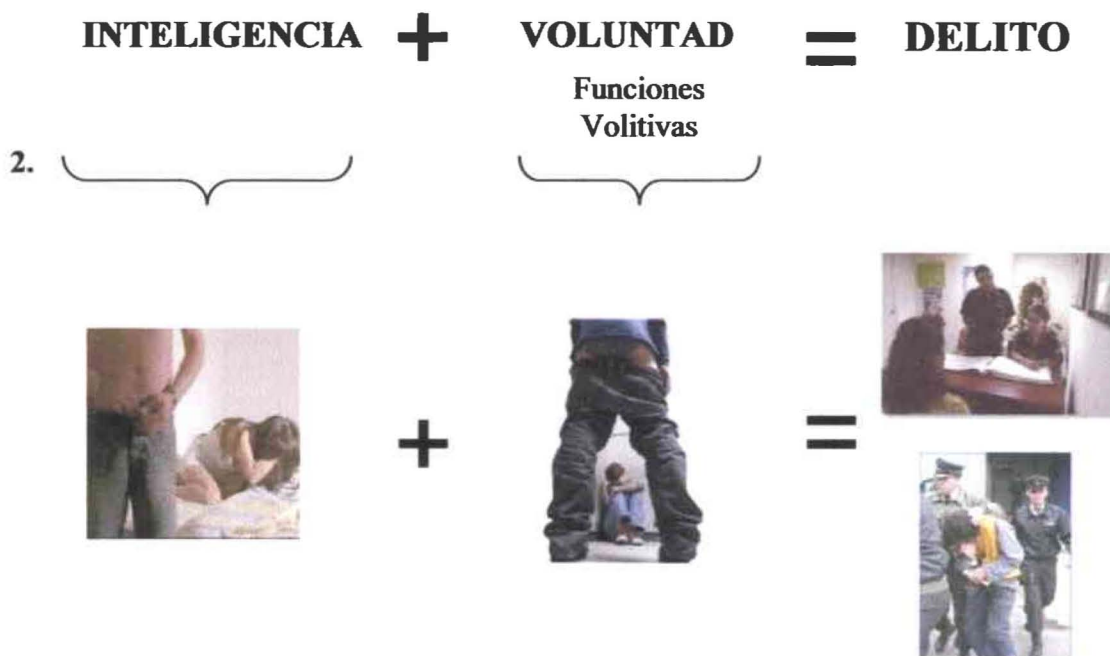 INTELIGENCIA + VOLUNTAD = DELITO
Funciones
Volitivas
2.
+ =